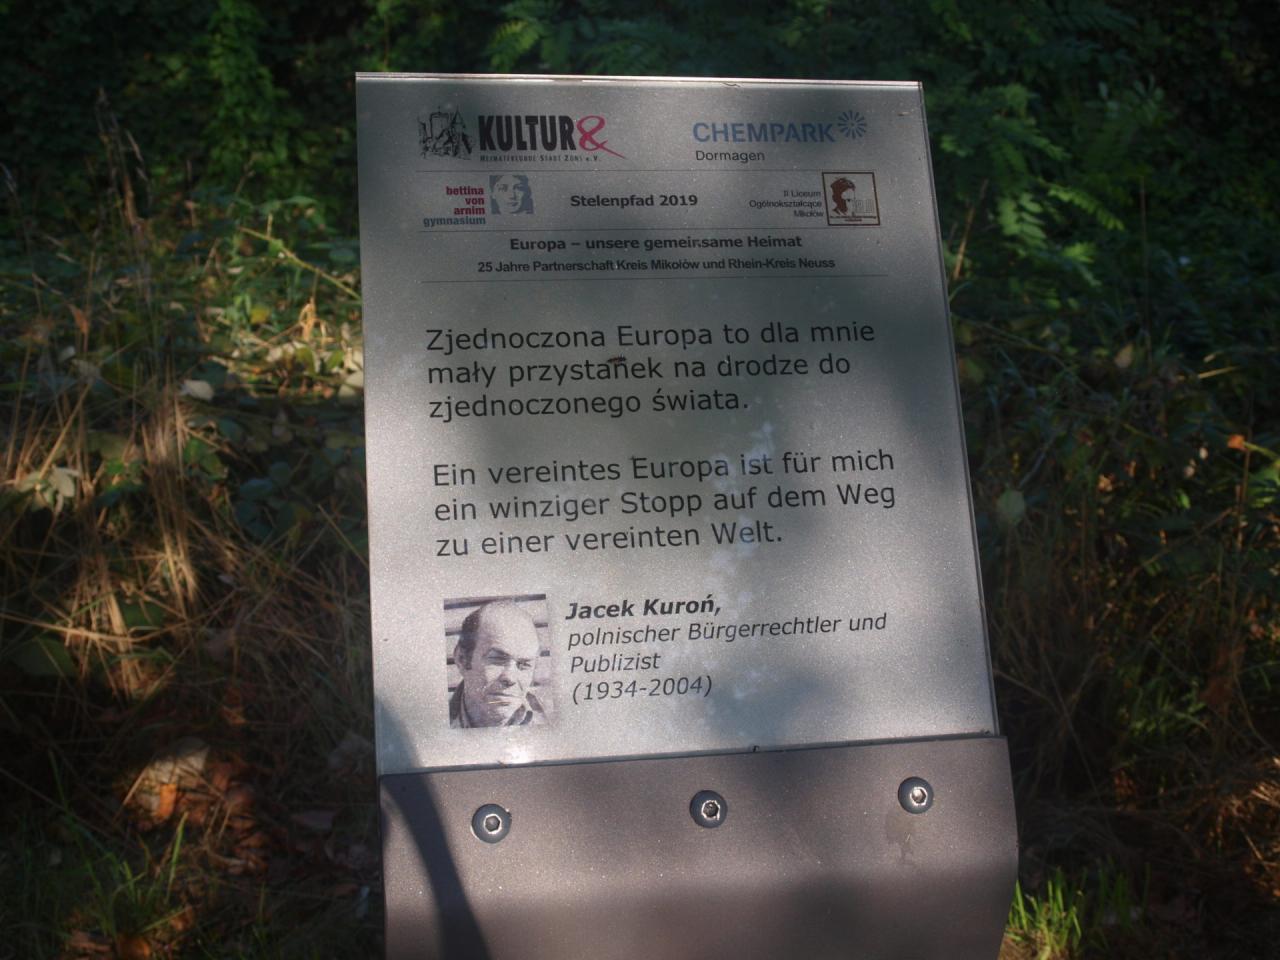 KULTUR&
HEIMATFREUNDE STADT ZONS e.V.
CHEMPARK
Dormagen
bettina
von
arnim
gymnasium
Stelenpfad 2019
II Liceum
Ogólnokształcące
Mikołów
Europa – unsere gemeinsame Heimat
25 Jahre Partnerschaft Kreis Mikołów und Rhein-Kreis Neuss
Zjednoczona Europa to dla mnie
mały przystanek na drodze do
zjednoczonego świata.
Ein vereintes Europa ist für mich
ein winziger Stopp auf dem Weg
zu einer vereinten Welt.
Jacek Kuroń,
polnischer Bürgerrechtler und
Publizist
(1934-2004)